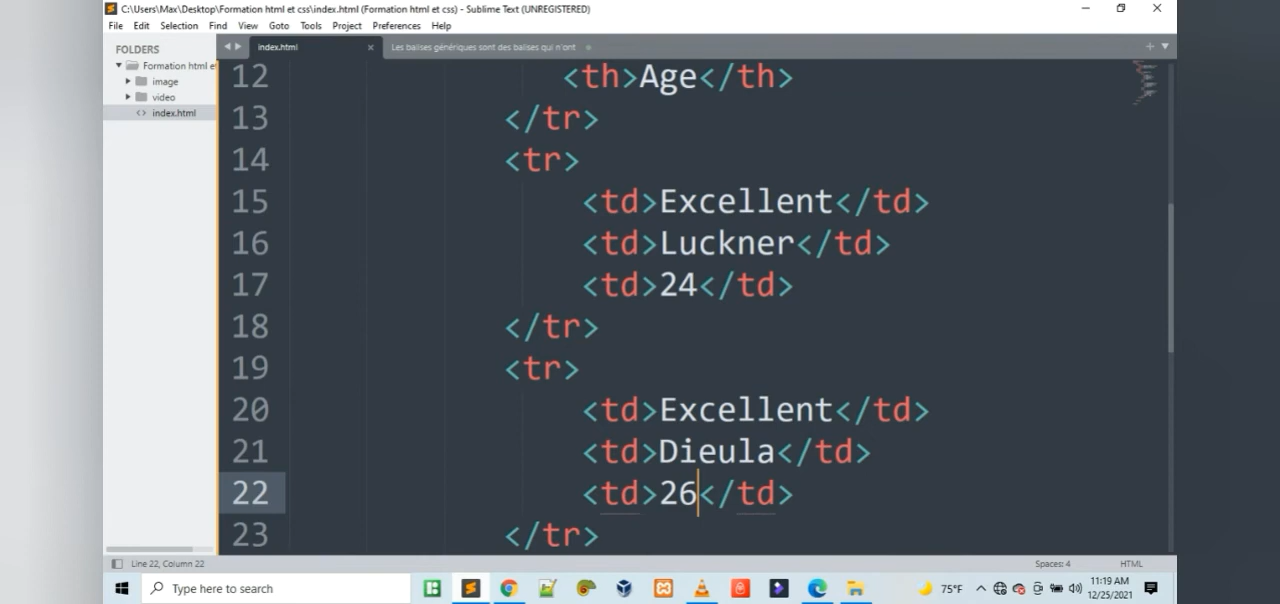 C:\Users\Max\Desktop\Formation html et css\index.html (Formation html et css) - Sublime Text (UNREGISTERED)
File Edit Selection Find View Goto Tools Project Preferences Help
FOLDERS
Formation html e
image
video
index.html
index.html
Les balises génériques sont des balises qui n'ont
12 <th>Age</th>
13 </tr>
14 <tr>
15 <td>Excellent</td>
16 <td>Luckner</td>
17 <td>24</td>
18 </tr>
19 <tr>
20 <td>Excellent</td>
21 <td>Dieula</td>
22 <td>26</td>
23 </tr>
Line 22, Column 22
Spaces: 4
HTML
Type here to search
75°F
11:19 AM
12/25/2021